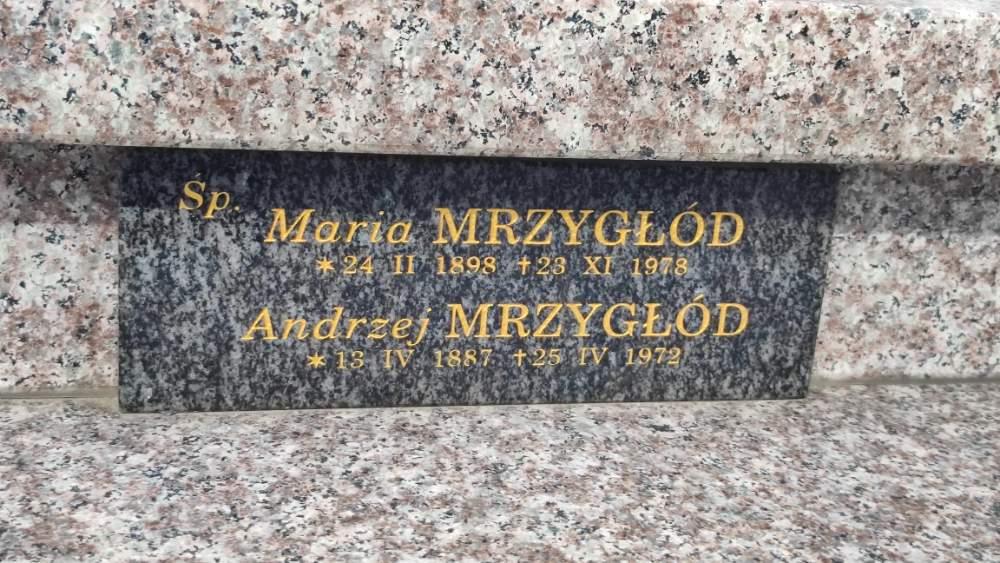 Śp.
Maria MRZYGŁÓD
✶ 24 II 1898 † 23 XI 1978
Andrzej MRZYGŁÓD
✶ 13 IV 1887 † 25 IV 1972